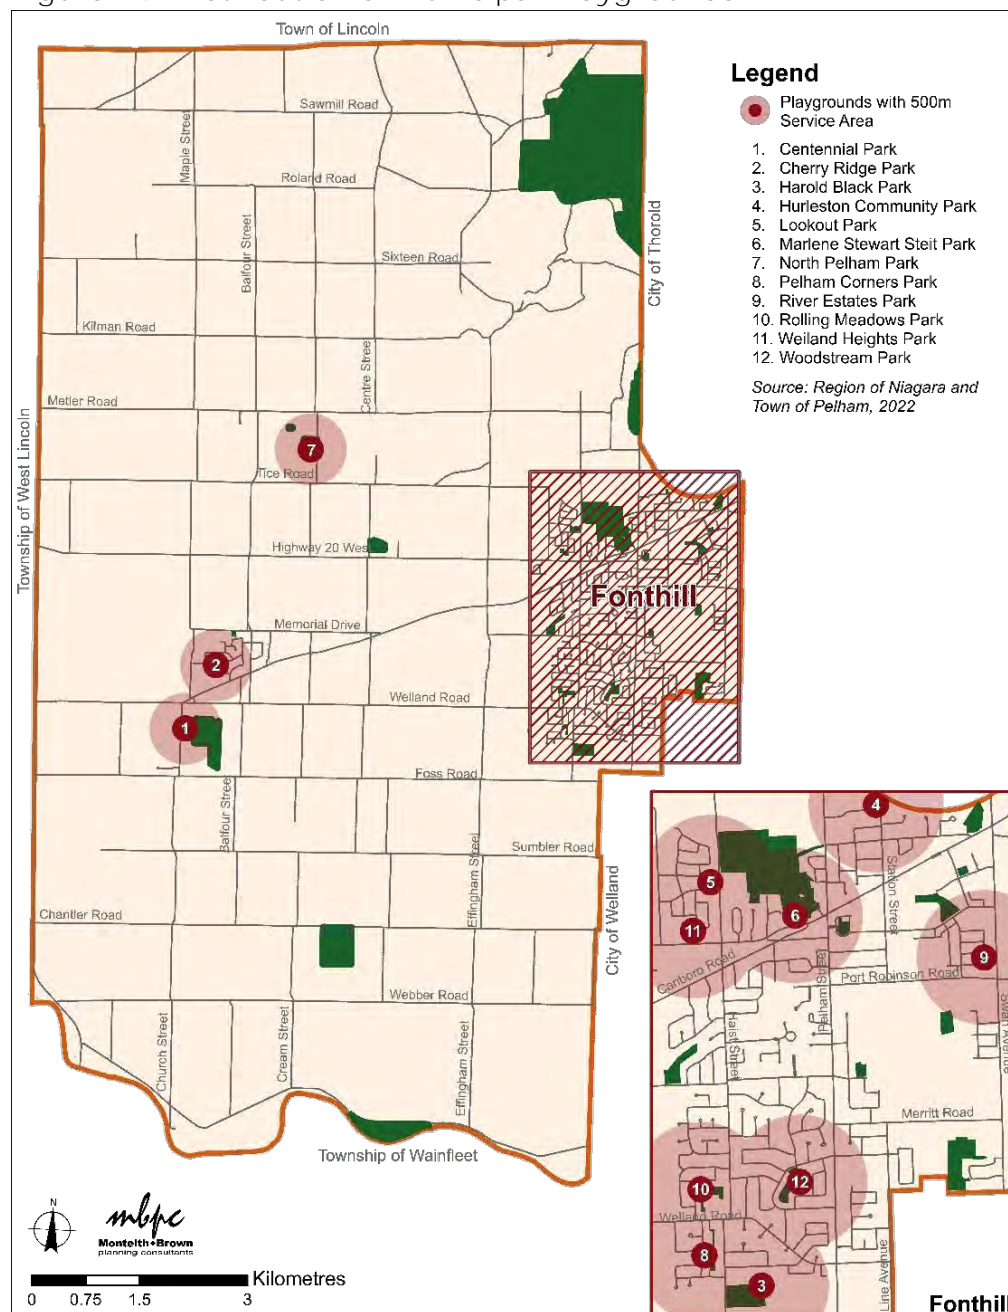 Town of Lincoln
Sawmill Road
Maple Street
Roland Road
Balfour Street
Sixteen Road
City of Thorold
Kilman Road
Centre Street
Metler Road
Township of West Lincoln
7
Tice Road
Highway 20 Wes
Fonthill
Memorial Drive
2
Welland Road
1
Foss Road
Balfour Street
Sumbler Road
Effingham Street
Chantler Road
City of Welland
Webber Road
Church Street
Cream Street
Effingham Street
Township of Wainfleet
Legend
Playgrounds with 500m
Service Area
1. Centennial Park
2. Cherry Ridge Park
3. Harold Black Park
4. Hurleston Community Park
5. Lookout Park
6. Marlene Stewart Steit Park
7. North Pelham Park
8. Pelham Corners Park
9. River Estates Park
10. Rolling Meadows Park
11. Weiland Heights Park
12. Woodstream Park
Source: Region of Niagara and
Town of Pelham, 2022
4
5
6
Station Street
11
9
Canboro Road
Port Robinson Road
Pelham Street
Haist Street
Swan Avenue
Merritt Road
10
12
Welland Road
8
3
Line Avenue
Fonthill
N
mbpc
Monteith•Brown
planning consultants
Kilometres
0 0.75 1.5 3